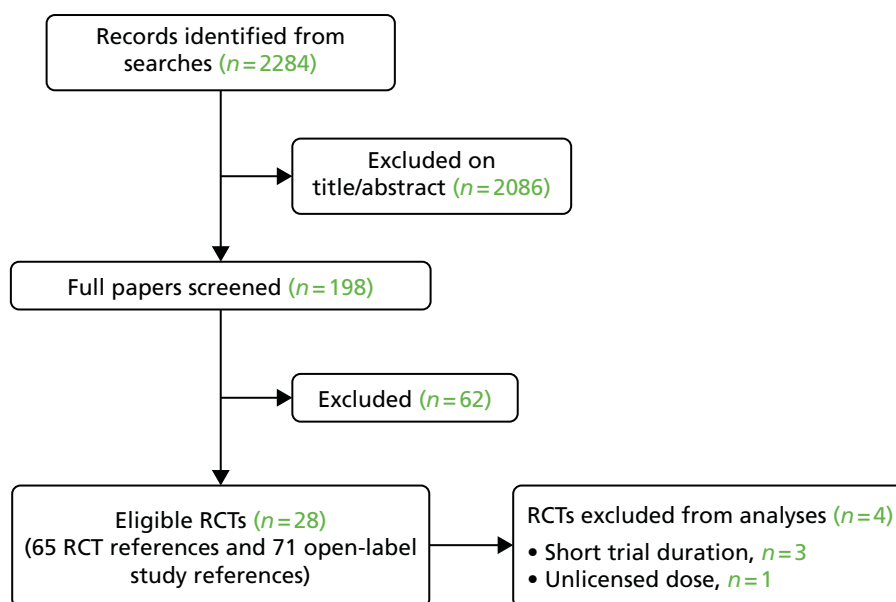 Records identified from
searches (n=2284)
Excluded on
title/abstract (n=2086)
Full papers screened (n=198)
Excluded (n=62)
Eligible RCTs (n=28)
(65 RCT references and 71 open-label
study references)
RCTs excluded from analyses (n=4)
• Short trial duration, n=3
• Unlicensed dose, n=1